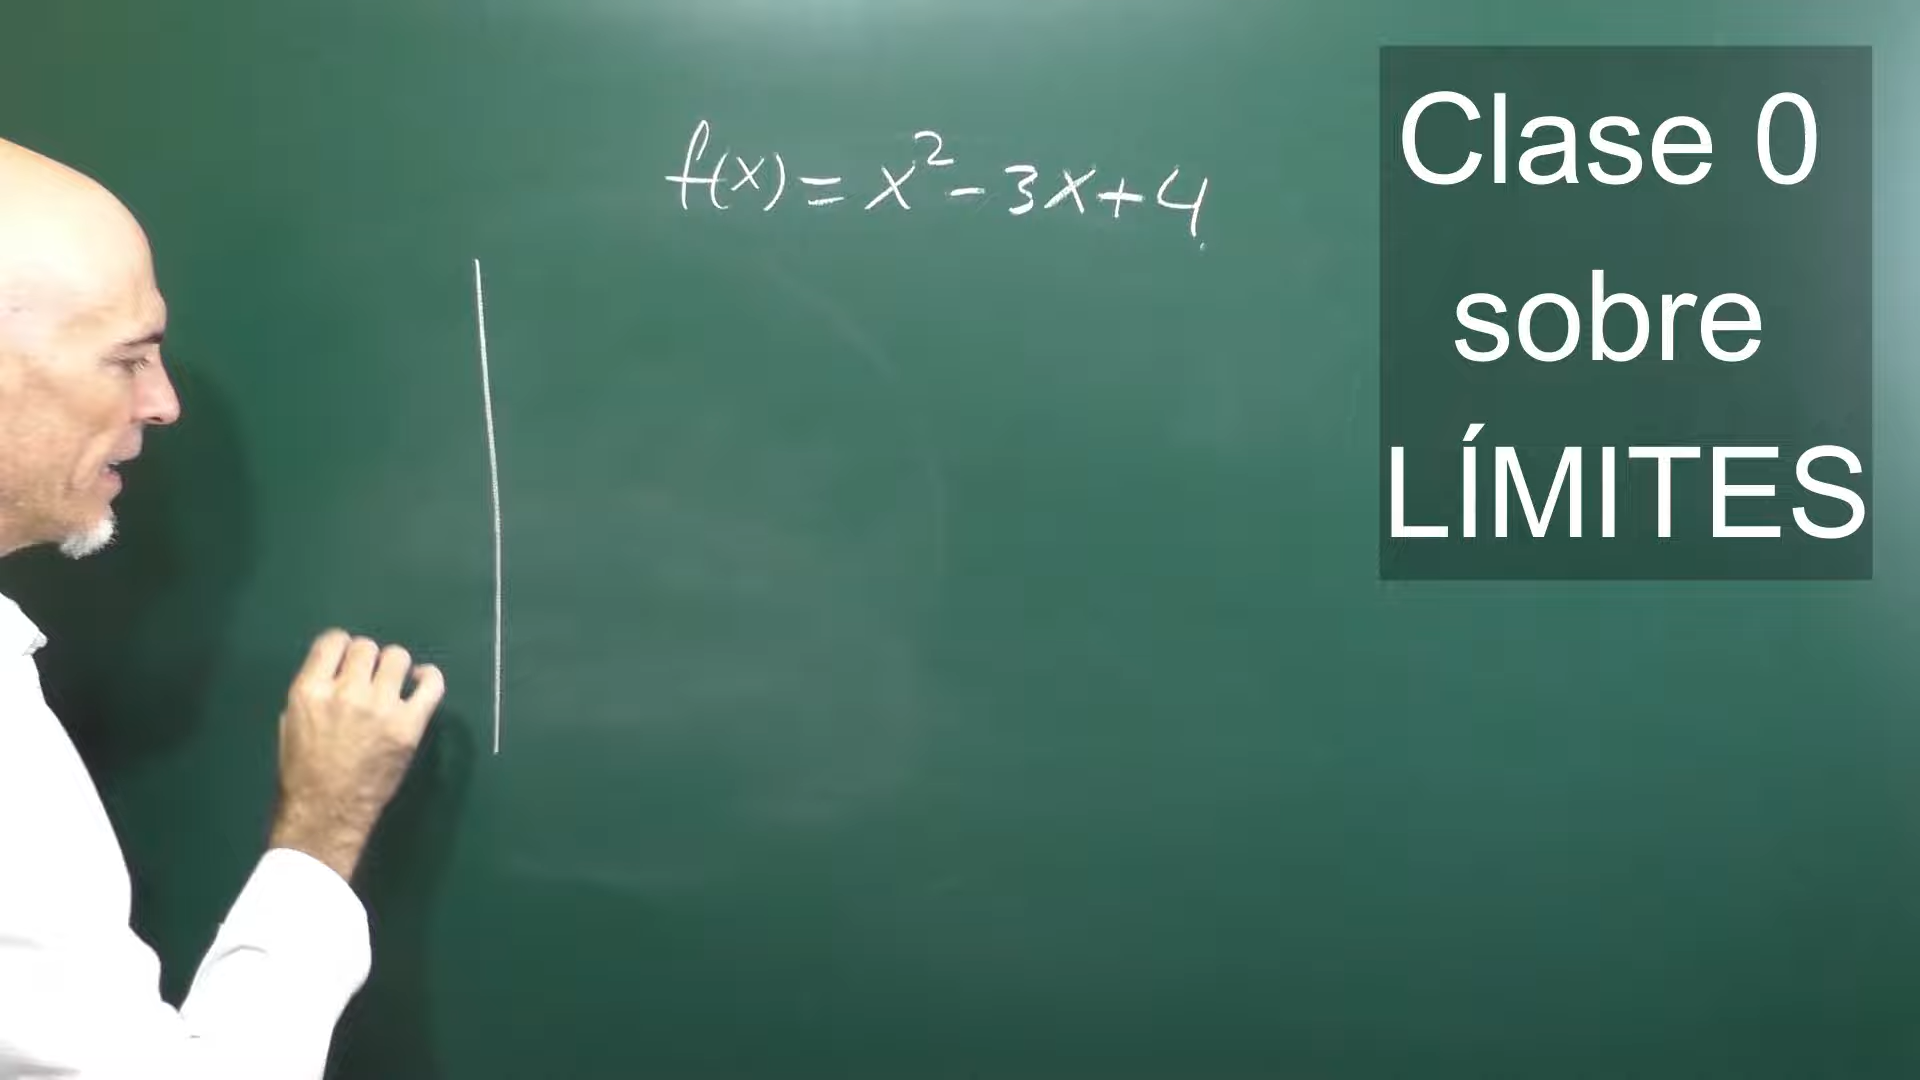 f(x) = x² - 3x + 4
Clase 0
sobre
LÍMITES